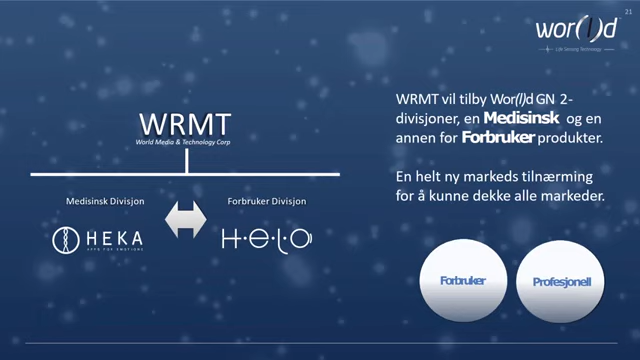 21
wor(l)d
Life Sensing Technology
WRMT
World Media & Technology Corp
Medisinsk Divisjon
Forbruker Divisjon
HEKA
H·e·l·o
WRMT vil tilby Wor(l)d GN 2-
divisjoner, en Medisinsk og en
annen for Forbruker produkter.
En helt ny markeds tilnærming
for å kunne dekke alle markeder.
Forbruker
Profesjonell